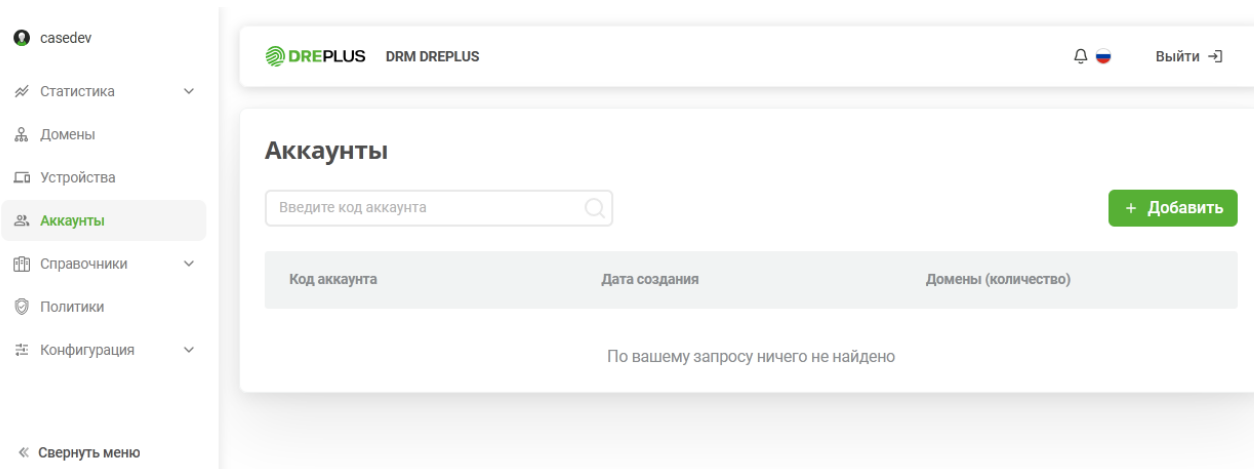 casedev
Статистика
Домены
Устройства
Аккаунты
Справочники
Политики
Конфигурация
Свернуть меню
DREPLUS DRM DREPLUS
Выйти
Аккаунты
Введите код аккаунта
+ Добавить
Код аккаунта Дата создания Домены (количество)
По вашему запросу ничего не найдено